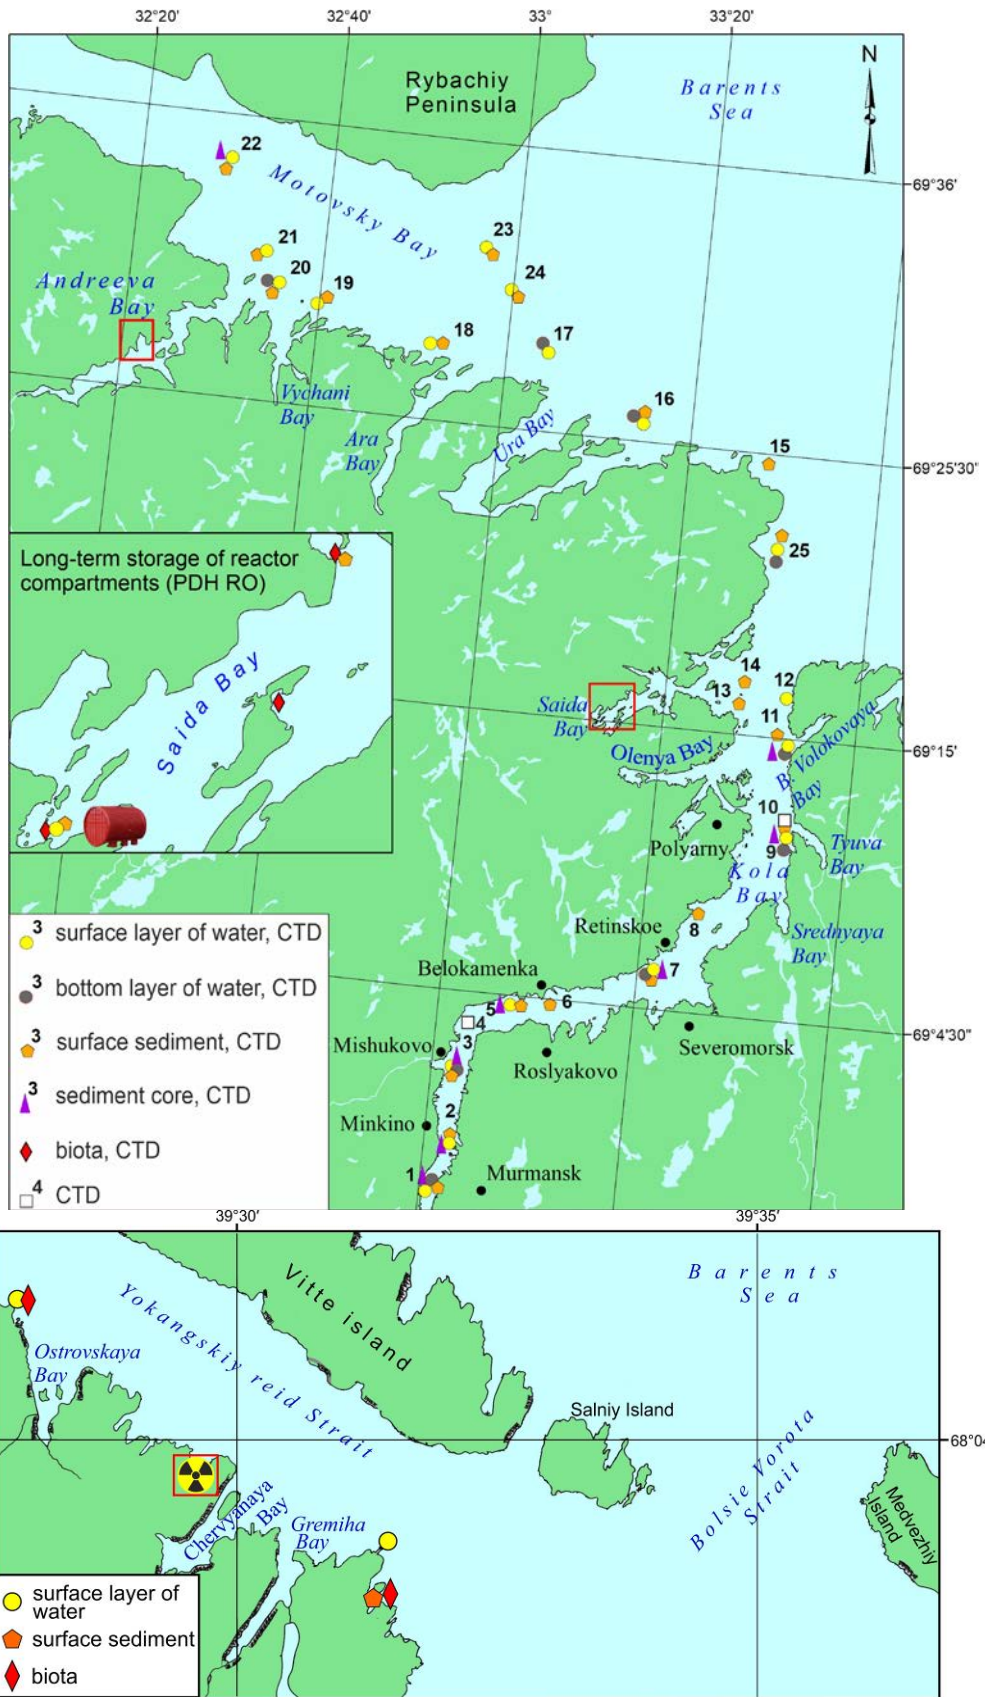 32°20'
32°40'
33°
33°20'
N
Rybachiy
Peninsula
Barents
Sea
22
69°36'
Motovsky Bay
21
23
20
19
24
Andreeva
Bay
18
17
Vychani
Bay
16
Ara
Bay
Ura Bay
15
69°25'30"
25
Long-term storage of reactor
compartments (PDH RO)
Saida Bay
14
13
12
Saida
Bay
11
Olenya Bay
69°15'
B. Volokovaya
Bay
10
Polyarny
9
Tyuva
Bay
Kola
Bay
Retinskoe
8
Srednyaya
Bay
3 surface layer of water, CTD
3 bottom layer of water, CTD
3 surface sediment, CTD
3 sediment core, CTD
biota, CTD
4 CTD
Belokamenka
7
5
6
4
69°4'30"
Mishukovo
3
Roslyakovo
Severomorsk
2
Minkino
1
Murmansk
39°30'
39°35'
Vitte island
Barents
Sea
Yokangskiy reid Strait
Ostrovskaya
Bay
Salniy Island
68°04
Bolsie Vorota
Strait
Medvezhiy
Island
Chervyanaya
Bay
Gremiha
Bay
surface layer of
water
surface sediment
biota